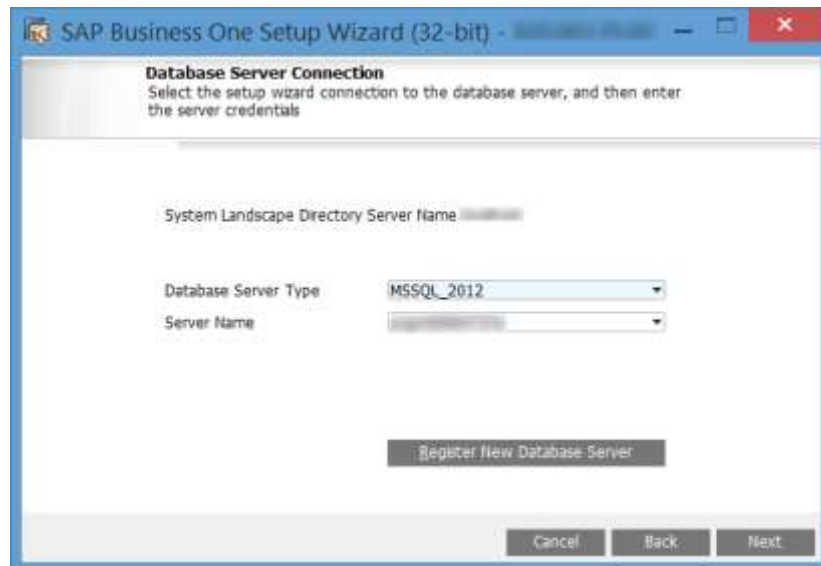 SAP Business One Setup Wizard (32-bit) -
Database Server Connection
Select the setup wizard connection to the database server, and then enter
the server credentials
System Landscape Directory Server Name
Database Server Type MSSQL_2012
Server Name
Register New Database Server
Cancel Back Next